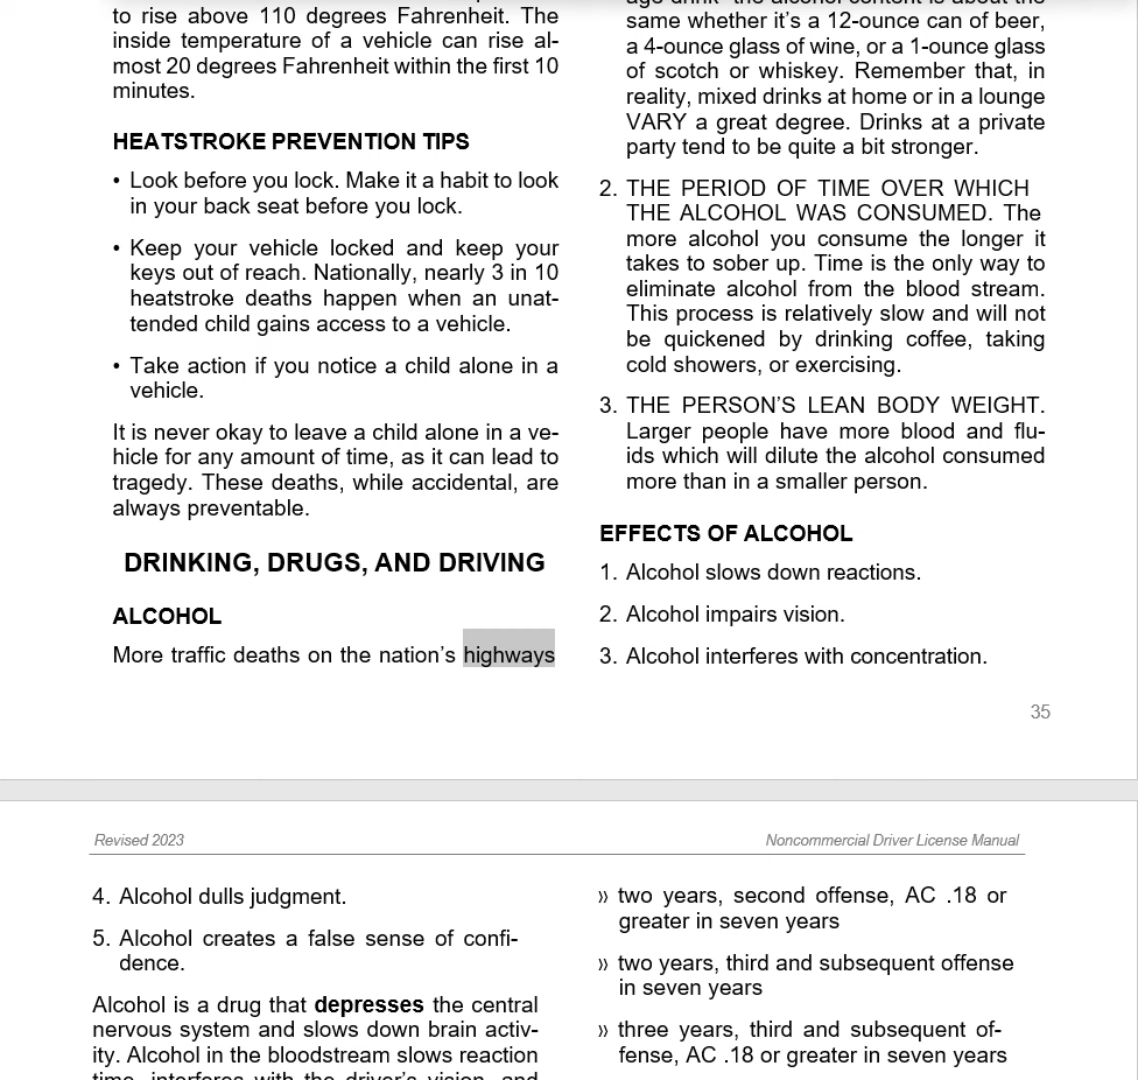 to rise above 110 degrees Fahrenheit. The
inside temperature of a vehicle can rise al-
most 20 degrees Fahrenheit within the first 10
minutes.
HEATSTROKE PREVENTION TIPS
• Look before you lock. Make it a habit to look
in your back seat before you lock.
• Keep your vehicle locked and keep your
keys out of reach. Nationally, nearly 3 in 10
heatstroke deaths happen when an unat-
tended child gains access to a vehicle.
• Take action if you notice a child alone in a
vehicle.
It is never okay to leave a child alone in a ve-
hicle for any amount of time, as it can lead to
tragedy. These deaths, while accidental, are
always preventable.
DRINKING, DRUGS, AND DRIVING
ALCOHOL
More traffic deaths on the nation's highways
same whether it's a 12-ounce can of beer,
a 4-ounce glass of wine, or a 1-ounce glass
of scotch or whiskey. Remember that, in
reality, mixed drinks at home or in a lounge
VARY a great degree. Drinks at a private
party tend to be quite a bit stronger.
2. THE PERIOD OF TIME OVER WHICH
THE ALCOHOL WAS CONSUMED. The
more alcohol you consume the longer it
takes to sober up. Time is the only way to
eliminate alcohol from the blood stream.
This process is relatively slow and will not
be quickened by drinking coffee, taking
cold showers, or exercising.
3. THE PERSON'S LEAN BODY WEIGHT.
Larger people have more blood and flu-
ids which will dilute the alcohol consumed
more than in a smaller person.
EFFECTS OF ALCOHOL
1. Alcohol slows down reactions.
2. Alcohol impairs vision.
3. Alcohol interferes with concentration.
35
Revised 2023
Noncommercial Driver License Manual
4. Alcohol dulls judgment.
5. Alcohol creates a false sense of confi-
dence.
Alcohol is a drug that depresses the central
nervous system and slows down brain activ-
ity. Alcohol in the bloodstream slows reaction
time, interferes with the driver's vision, and
» two years, second offense, AC .18 or
greater in seven years
» two years, third and subsequent offense
in seven years
» three years, third and subsequent of-
fense, AC .18 or greater in seven years